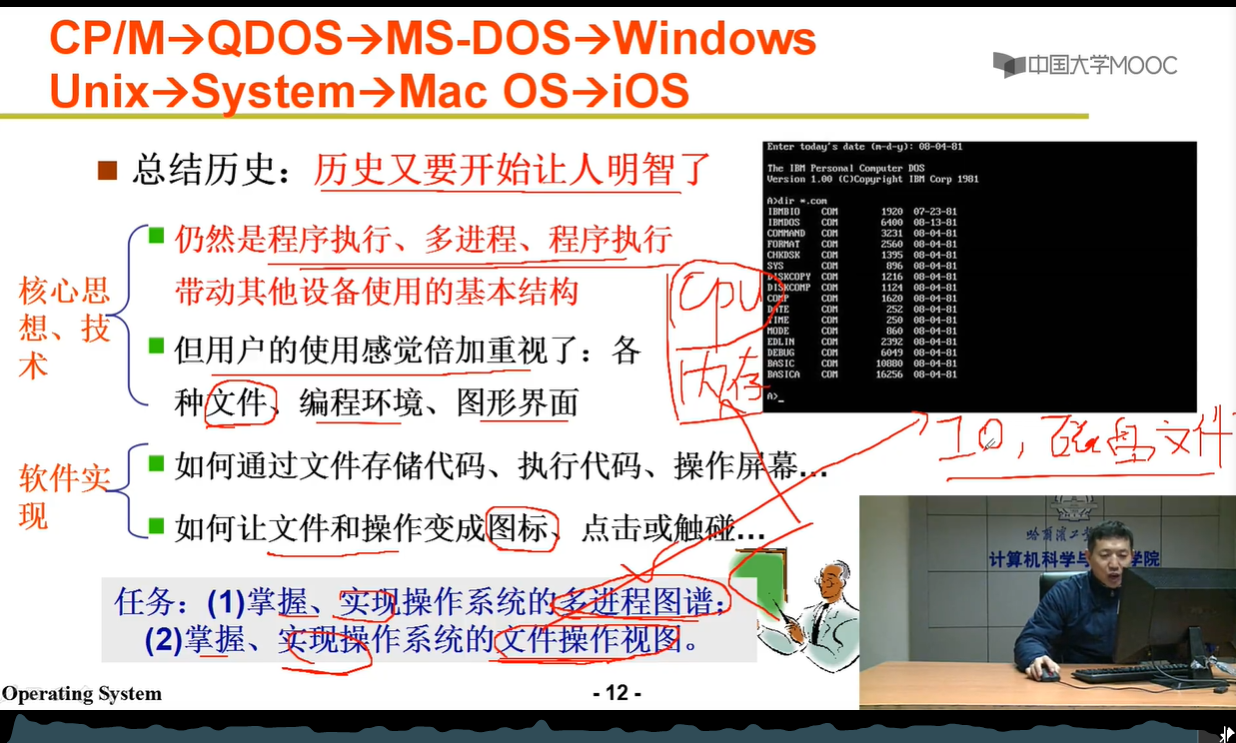 CP/M→QDOS→MS-DOS→Windows
Unix→System→Mac OS→iOS
中国大学MOOC
■ 总结历史：历史又要开始让人明智了
核心思
想、技
术
■ 仍然是程序执行、多进程、程序执行
带动其他设备使用的基本结构
■ 但用户的使用感觉倍加重视了：各
种文件、编程环境、图形界面
软件实
现
■ 如何通过文件存储代码、执行代码、操作屏幕…
■ 如何让文件和操作变成图标、点击或触碰…
任务：(1)掌握、实现操作系统的多进程图谱；
(2)掌握、实现操作系统的文件操作视图。
Enter today's date (m-d-y): 08-04-81
The IBM Personal Computer DOS
Version 1.00 (C)Copyright IBM Corp 1981
A>dir *.com
IBMBIO COM 1920 07-23-81
IBMDOS COM 6400 08-13-81
COMMAND COM 3231 08-04-81
FORMAT COM 2560 08-04-81
CHKDSK COM 1395 08-04-81
SYS COM 896 08-04-81
DISKCOPY COM 1216 08-04-81
DISKCOMP COM 1124 08-04-81
COMP COM 1620 08-04-81
DATE COM 252 08-04-81
TIME COM 250 08-04-81
MODE COM 860 08-04-81
EDLIN COM 2392 08-04-81
DEBUG COM 6049 08-04-81
BASIC COM 10880 08-04-81
BASICA COM 16256 08-04-81
A>_
CPU
内存
IO, 磁盘文件
哈尔滨工
计算机科学与 学院
Operating System
- 12 -